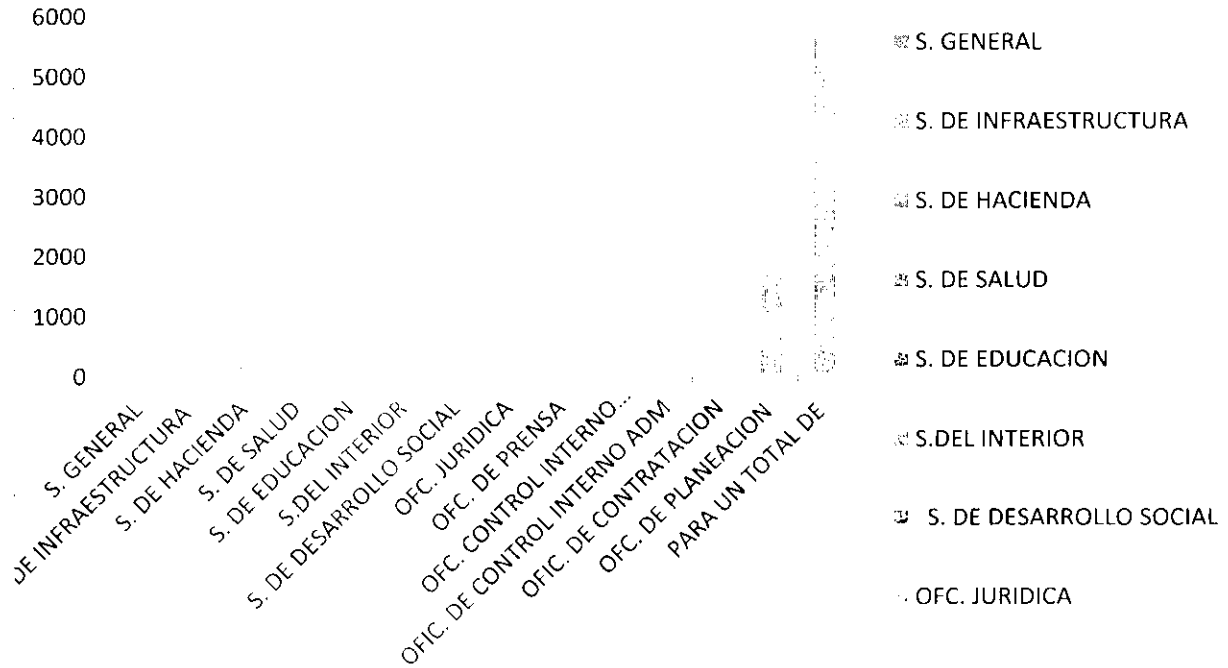 6000
5000
4000
3000
2000
1000
0
S. GENERAL
DE INFRAESTRUCTURA
S. DE HACIENDA
S. DE SALUD
S. DE EDUCACION
S.DEL INTERIOR
S. DE DESARROLLO SOCIAL
OFC. JURIDICA
OFC. DE PRENSA
OFC. CONTROL INTERNO...
OFIC. DE CONTROL INTERNO ADM
OFIC. DE CONTRATACION
OFC. DE PLANEACION
PARA UN TOTAL DE
S. GENERAL
S. DE INFRAESTRUCTURA
S. DE HACIENDA
S. DE SALUD
S. DE EDUCACION
S.DEL INTERIOR
S. DE DESARROLLO SOCIAL
OFC. JURIDICA